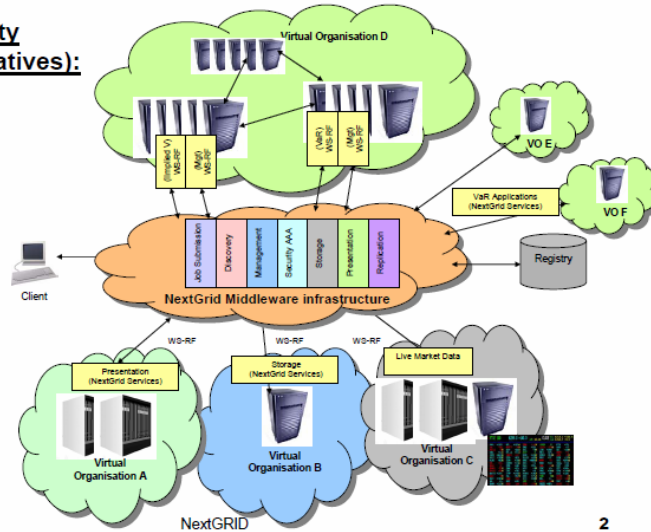 ty
atives):
Virtual Organisation D
(Iimplied V)
WS-RF
(Mgt)
WS-RF
(VaR)
WS-RF
(Mgt)
WS-RF
VO E
VaR Applications
(NextGrid Services)
VO F
Job Submission
Discovery
Management
Security AAA
Storage
Presentation
Replication
NextGrid Middleware infrastructure
Client
Registry
WS-RF
WS-RF
WS-RF
Presentation
(NextGrid Services)
Storage
(NextGrid Services)
Live Market Data
Virtual
Organisation A
Virtual
Organisation B
Virtual
Organisation C
NextGRID
2